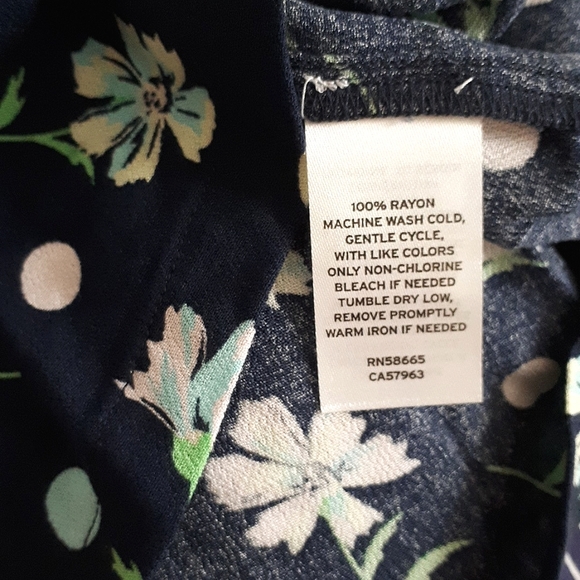 100% RAYON
MACHINE WASH COLD,
GENTLE CYCLE,
WITH LIKE COLORS
ONLY NON-CHLORINE
BLEACH IF NEEDED
TUMBLE DRY LOW,
REMOVE PROMPTLY
WARM IRON IF NEEDED
RN58665
CA57963